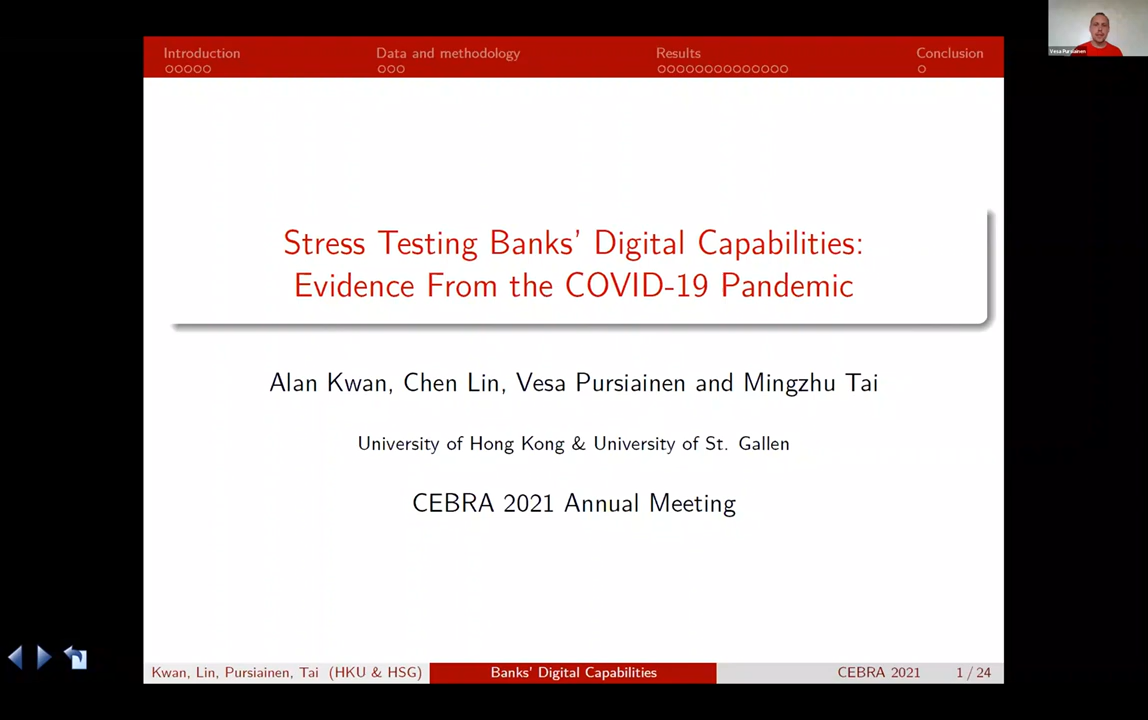 Introduction
Data and methodology
Results
Conclusion
Vesa Pursiainen
Stress Testing Banks' Digital Capabilities:
Evidence From the COVID-19 Pandemic
Alan Kwan, Chen Lin, Vesa Pursiainen and Mingzhu Tai
University of Hong Kong & University of St. Gallen
CEBRA 2021 Annual Meeting
Kwan, Lin, Pursiainen, Tai (HKU & HSG)
Banks' Digital Capabilities
CEBRA 2021
1 / 24